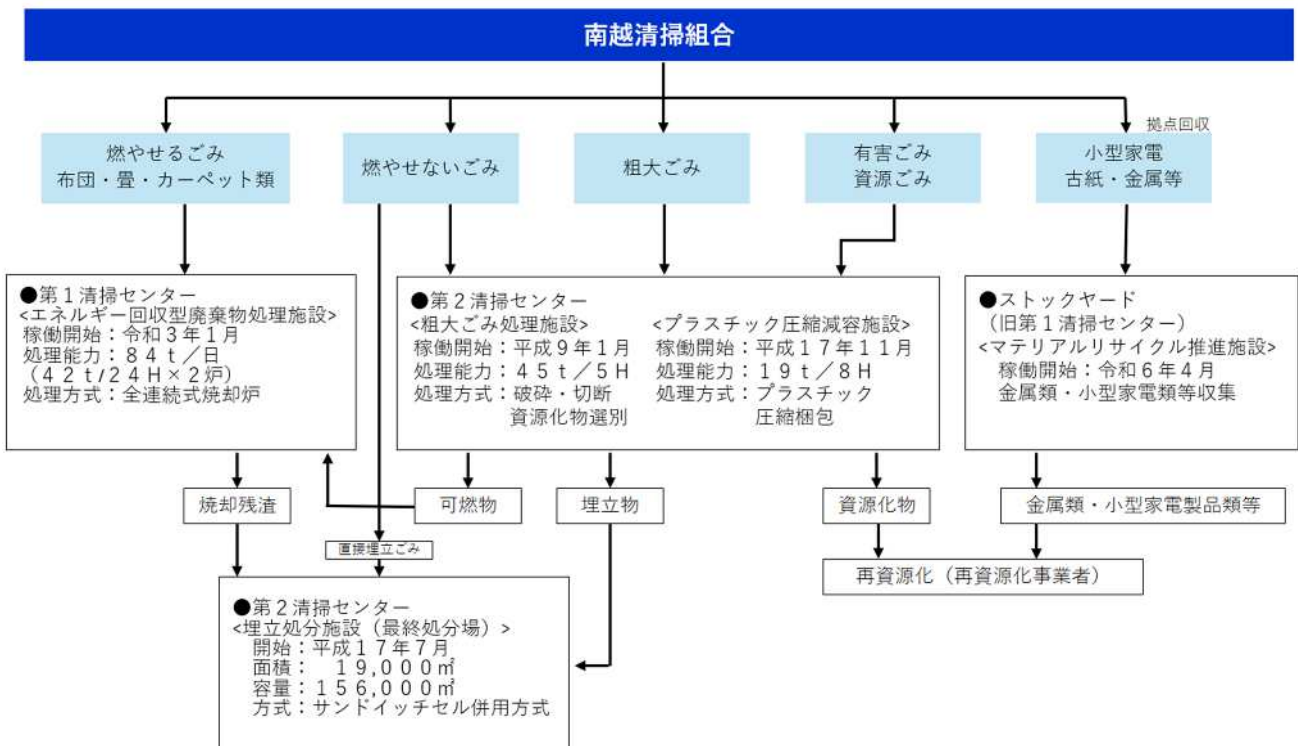 南越清掃組合
拠点回収
燃やせるごみ
布団・畳・カーペット類
燃やせないごみ
粗大ごみ
有害ごみ
資源ごみ
小型家電
古紙・金属等
●第1清掃センター
<エネルギー回収型廃棄物処理施設>
稼働開始：令和3年1月
処理能力：84t／日
（42t/24H×2炉）
処理方式：全連続式焼却炉
●第2清掃センター
<粗大ごみ処理施設>
稼働開始：平成9年1月
処理能力：45t／5H
処理方式：破砕・切断
資源化物選別
<プラスチック圧縮減容施設>
稼働開始：平成17年11月
処理能力：19t／8H
処理方式：プラスチック
圧縮梱包
●ストックヤード
（旧第1清掃センター）
<マテリアルリサイクル推進施設>
稼働開始：令和6年4月
金属類・小型家電類等収集
焼却残渣
可燃物
埋立物
資源化物
金属類・小型家電製品類等
直接埋立ごみ
再資源化（再資源化事業者）
●第2清掃センター
<埋立処分施設（最終処分場）>
開始：平成17年7月
面積：　19,000㎡
容量：156,000㎥
方式：サンドイッチセル併用方式